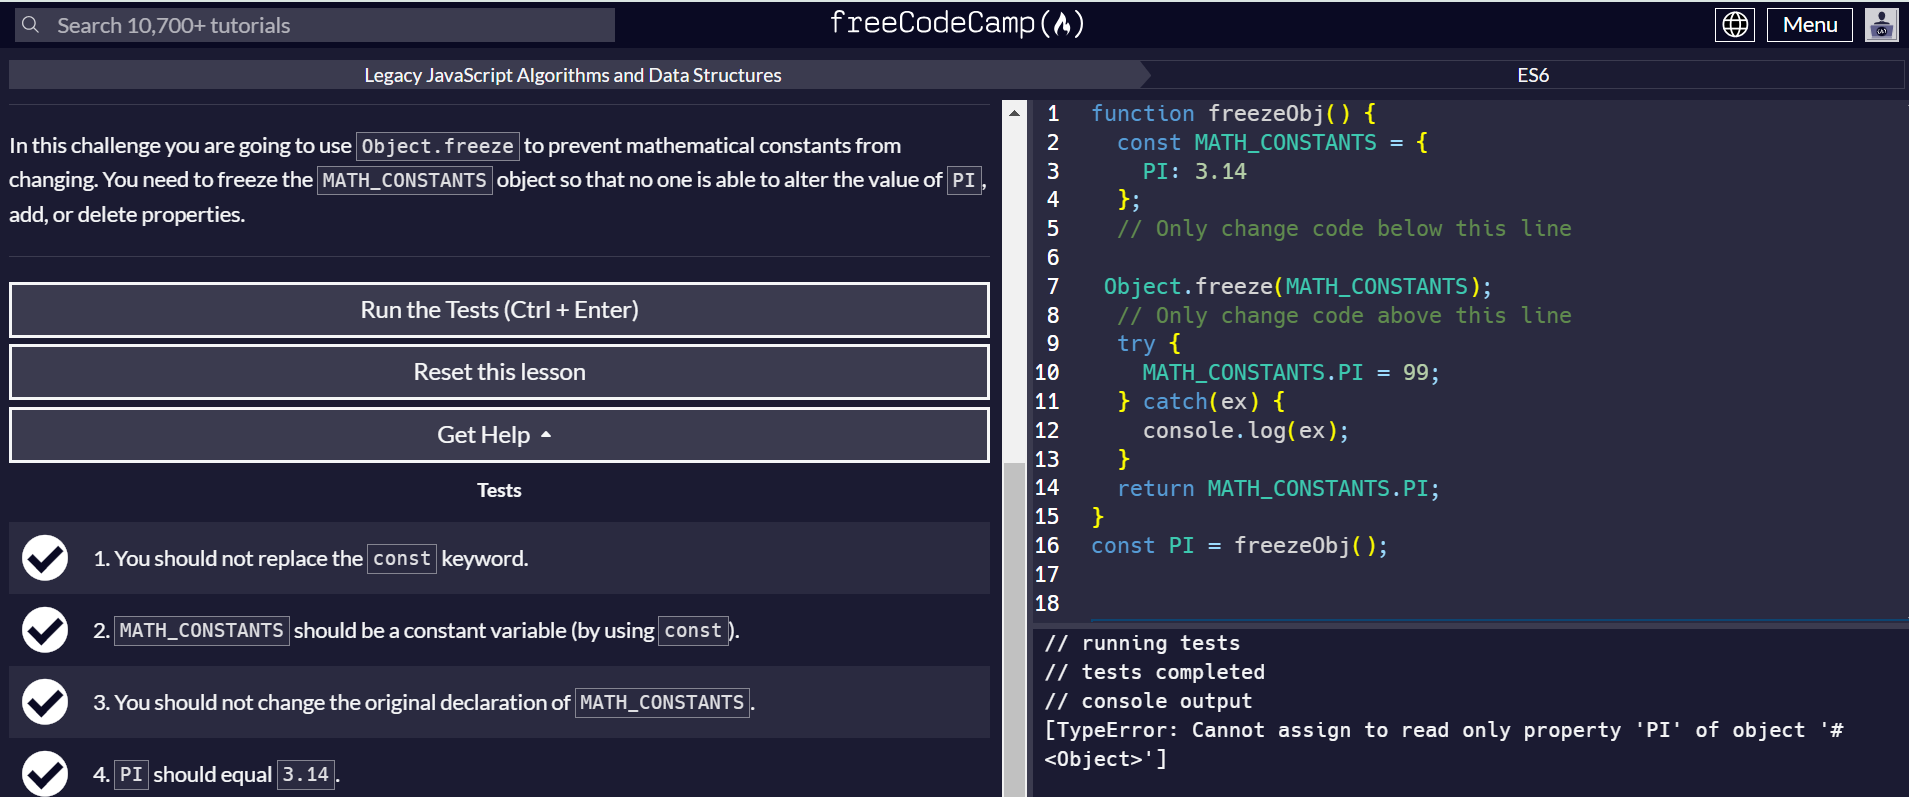 Search 10,700+ tutorials
freeCodeCamp
Menu
Legacy JavaScript Algorithms and Data Structures
ES6
In this challenge you are going to use Object.freeze to prevent mathematical constants from
changing. You need to freeze the MATH_CONSTANTS object so that no one is able to alter the value of PI,
add, or delete properties.
Run the Tests (Ctrl + Enter)
Reset this lesson
Get Help
Tests
1. You should not replace the const keyword.
2. MATH_CONSTANTS should be a constant variable (by using const).
3. You should not change the original declaration of MATH_CONSTANTS.
4. PI should equal 3.14.
1 function freezeObj() {
2 const MATH_CONSTANTS = {
3 PI: 3.14
4 };
5 // Only change code below this line
6
7 Object.freeze(MATH_CONSTANTS);
8 // Only change code above this line
9 try {
10 MATH_CONSTANTS.PI = 99;
11 } catch(ex) {
12 console.log(ex);
13 }
14 return MATH_CONSTANTS.PI;
15 }
16 const PI = freezeObj();
17
18
// running tests
// tests completed
// console output
[TypeError: Cannot assign to read only property 'PI' of object '#
<Object>']